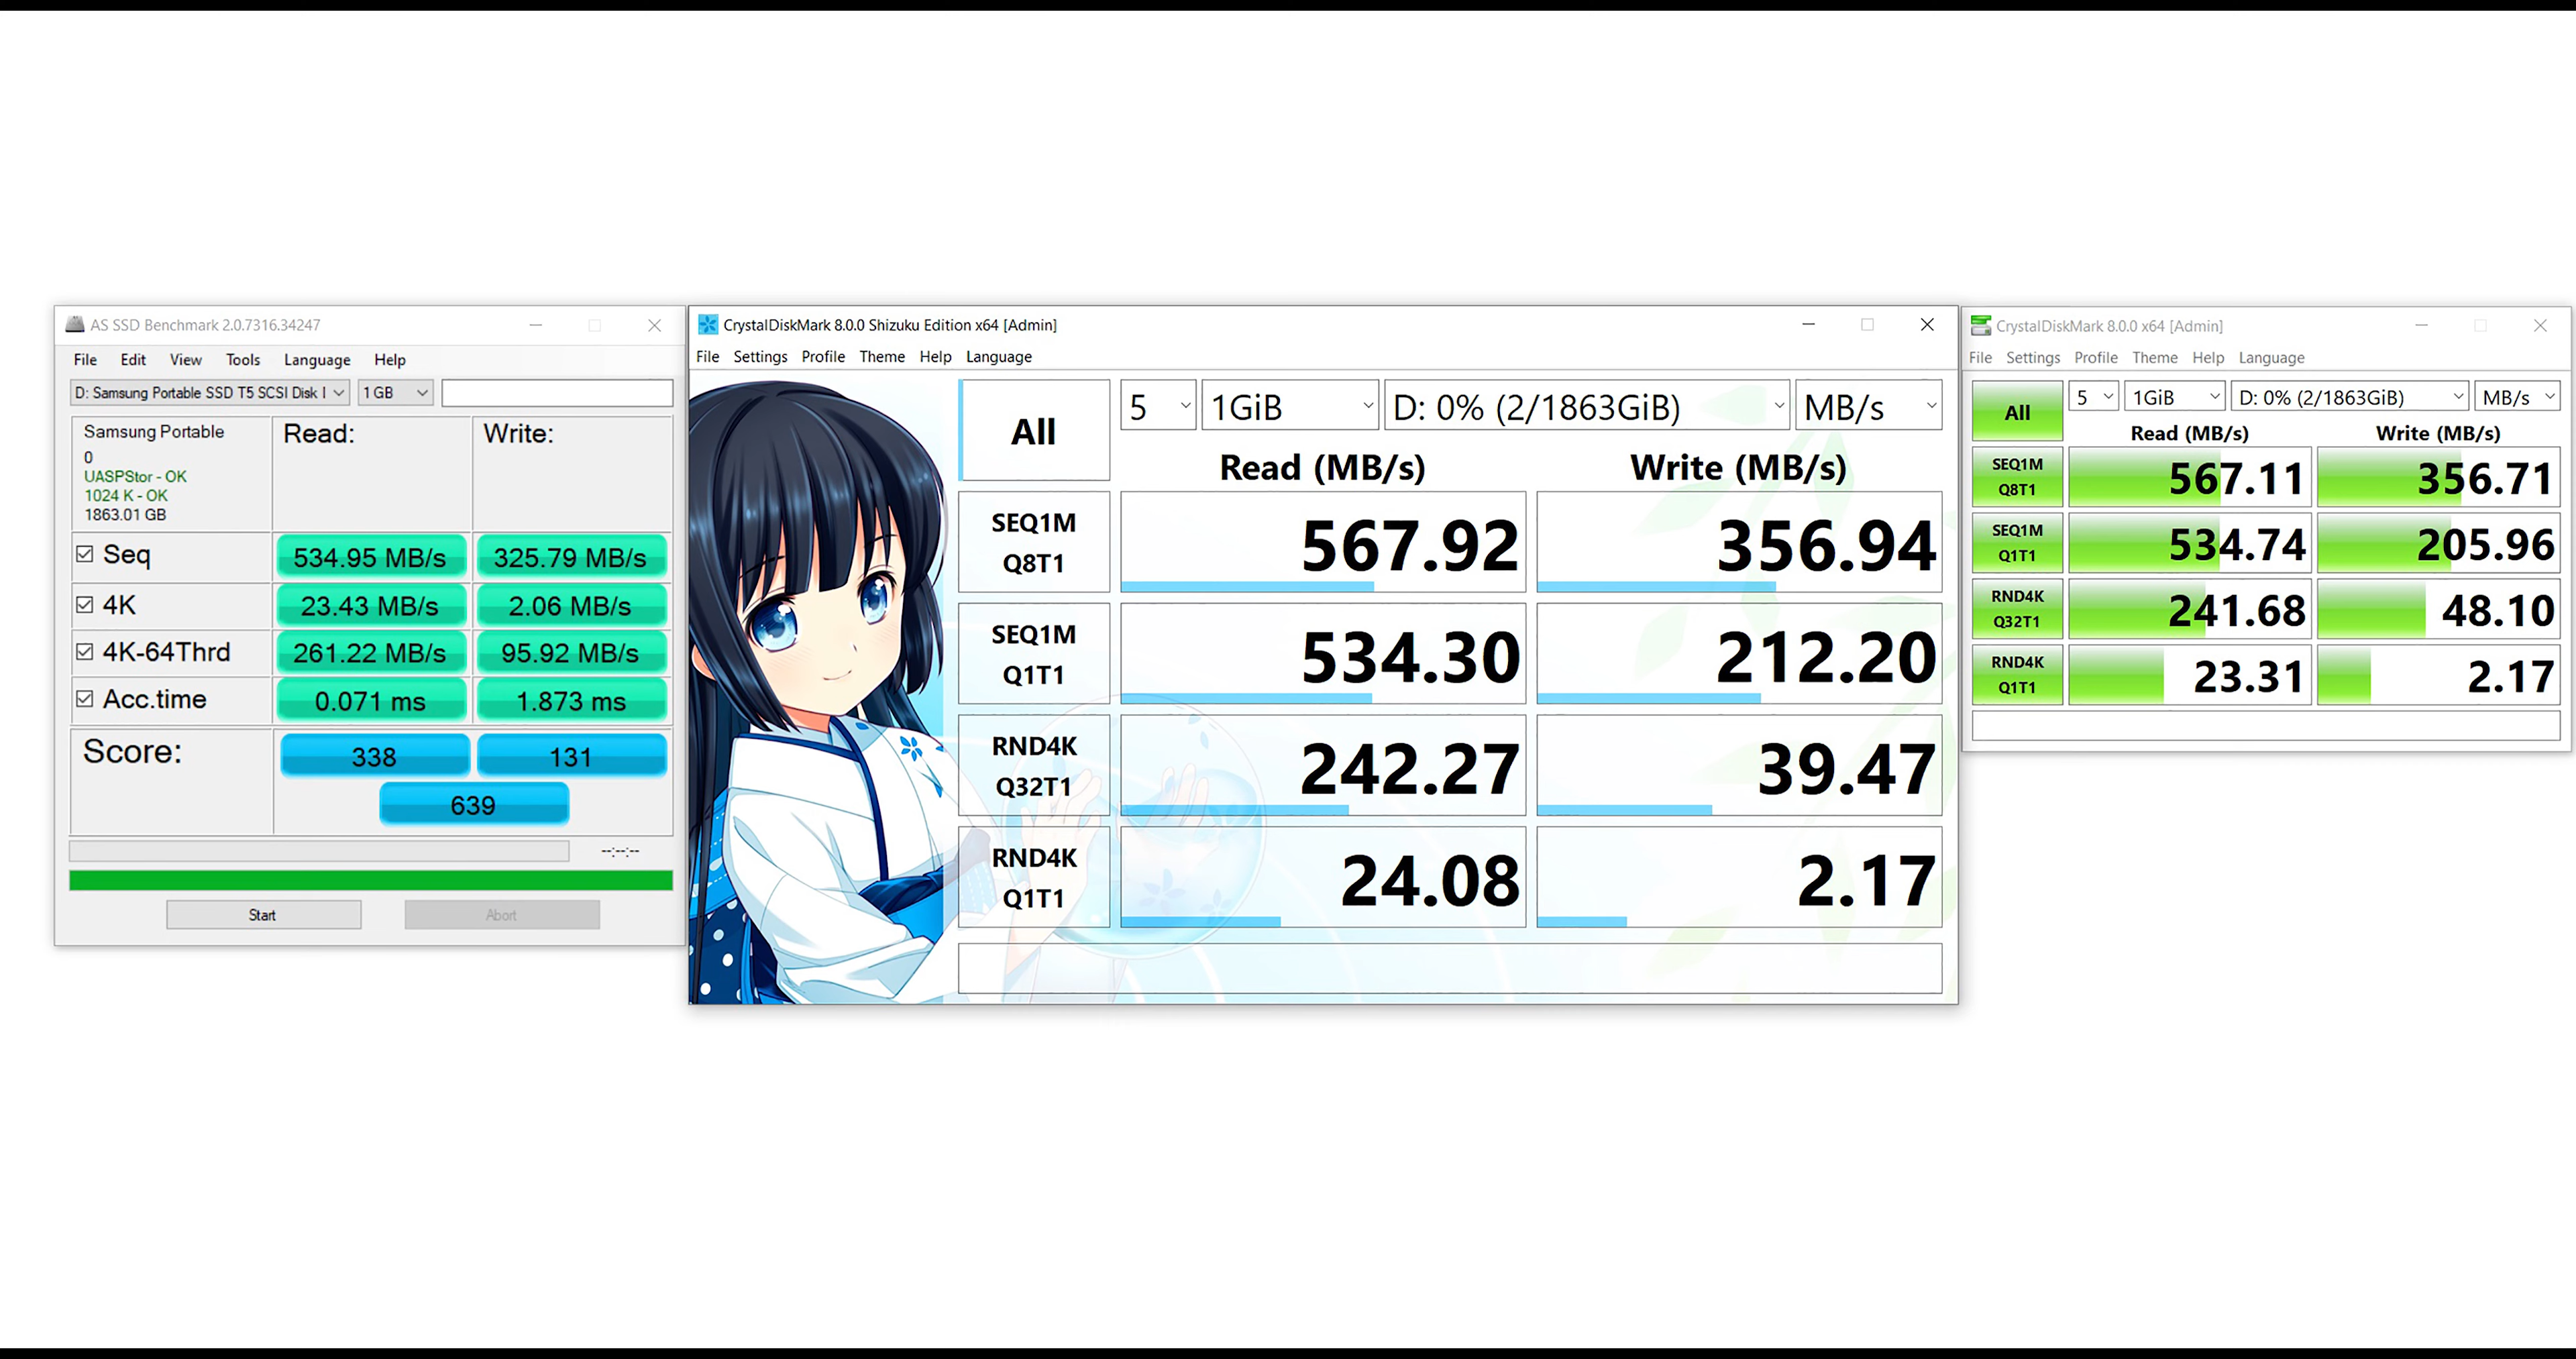 AS SSD Benchmark 2.0.7316.34247
File Edit View Tools Language Help
D: Samsung Portable SSD T5 SCSI Disk 1 GB
Samsung Portable Read: Write:
0
UASPStor - OK
1024 K - OK
1863.01 GB
Seq 534.95 MB/s 325.79 MB/s
4K 23.43 MB/s 2.06 MB/s
4K-64Thrd 261.22 MB/s 95.92 MB/s
Acc.time 0.071 ms 1.873 ms
Score: 338 131
639
--:--:--
Start Abort
CrystalDiskMark 8.0.0 Shizuku Edition x64 [Admin]
File Settings Profile Theme Help Language
All 5 1GiB D: 0% (2/1863GiB) MB/s
Read (MB/s) Write (MB/s)
SEQ1M
Q8T1 567.92 356.94
SEQ1M
Q1T1 534.30 212.20
RND4K
Q32T1 242.27 39.47
RND4K
Q1T1 24.08 2.17
CrystalDiskMark 8.0.0 x64 [Admin]
File Settings Profile Theme Help Language
All 5 1GiB D: 0% (2/1863GiB) MB/s
Read (MB/s) Write (MB/s)
SEQ1M
Q8T1 567.11 356.71
SEQ1M
Q1T1 534.74 205.96
RND4K
Q32T1 241.68 48.10
RND4K
Q1T1 23.31 2.17